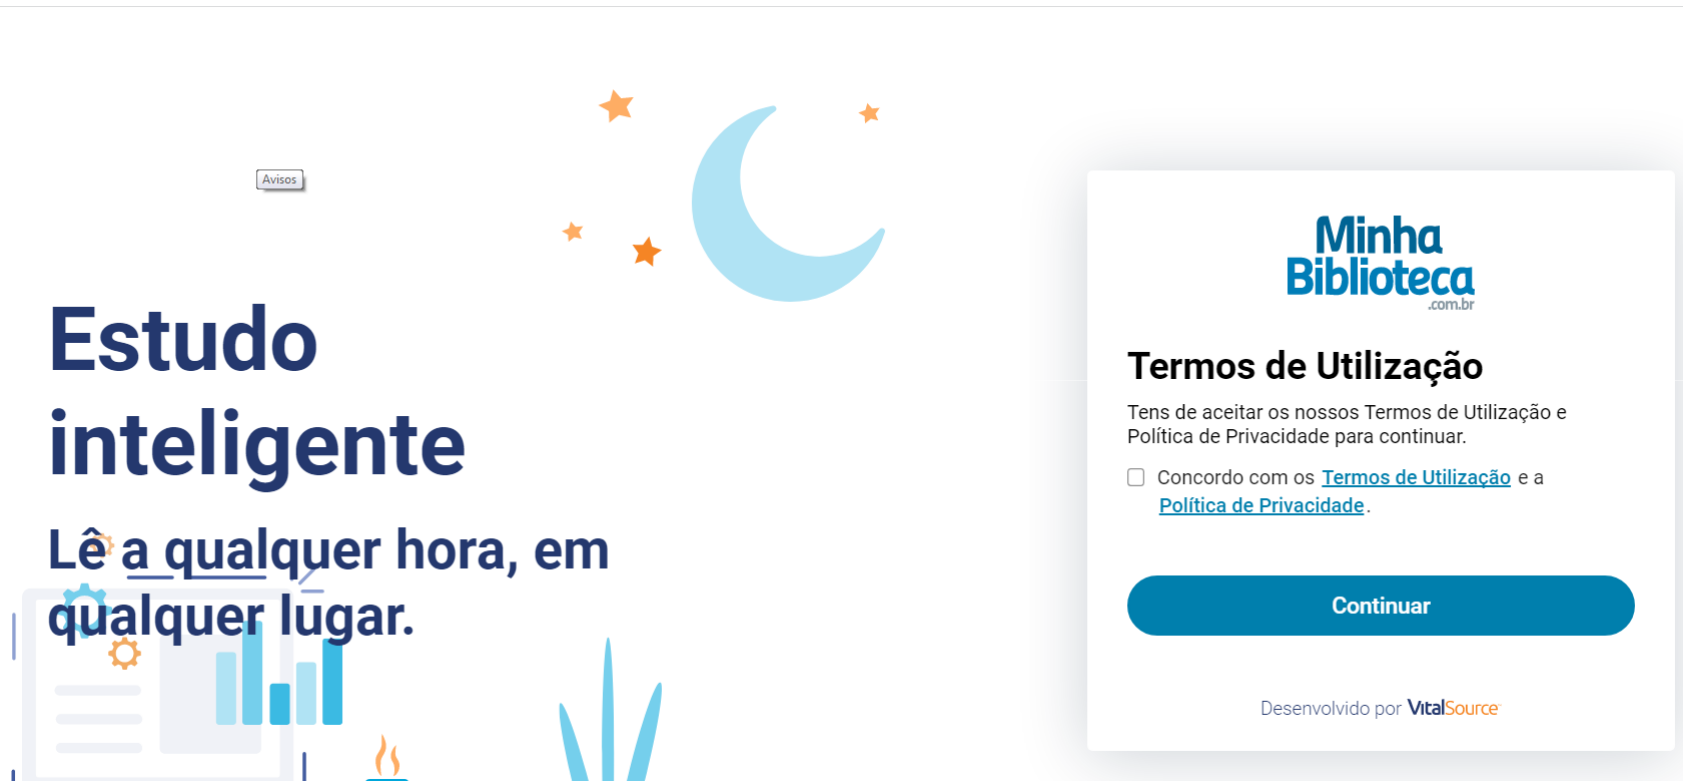 Avisos
Estudo
inteligente
Lê a qualquer hora, em
qualquer lugar.
Minha
Biblioteca
.com.br
Termos de Utilização
Tens de aceitar os nossos Termos de Utilização e
Política de Privacidade para continuar.
Concordo com os Termos de Utilização e a
Política de Privacidade.
Continuar
Desenvolvido por VitalSource